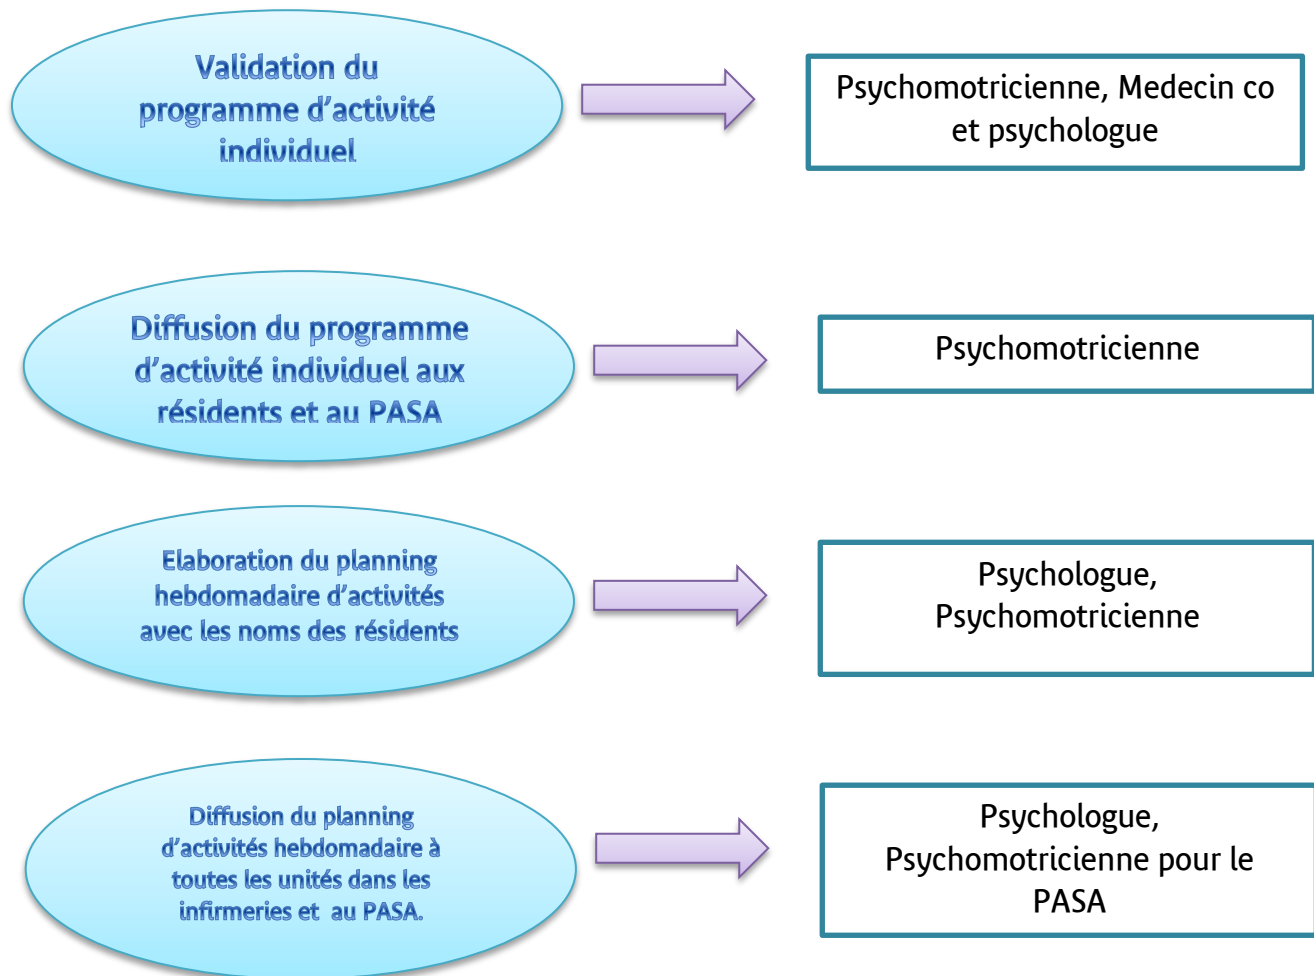 Validation du
programme d’activité
individuel
Psychomotricienne, Medecin co
et psychologue
Diffusion du programme
d’activité individuel aux
résidents et au PASA
Psychomotricienne
Elaboration du planning
hebdomadaire d’activités
avec les noms des résidents
Psychologue,
Psychomotricienne
Diffusion du planning
d’activités hebdomadaire à
toutes les unités dans les
infirmeries et au PASA.
Psychologue,
Psychomotricienne pour le
PASA